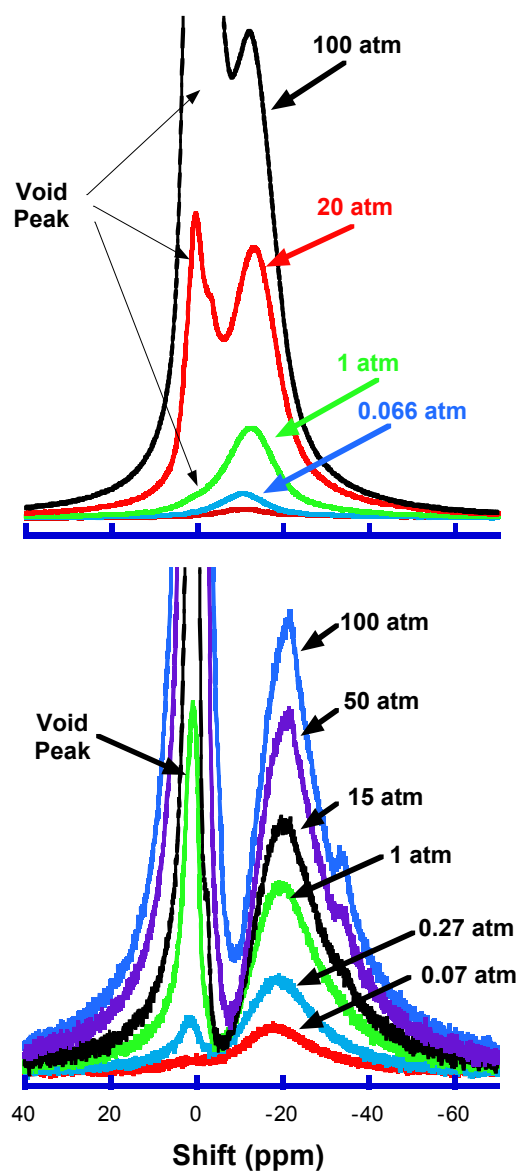 100 atm
Void
Peak
20 atm
1 atm
0.066 atm
100 atm
Void
Peak
50 atm
15 atm
1 atm
0.27 atm
0.07 atm
40 20 0 -20 -40 -60
Shift (ppm)